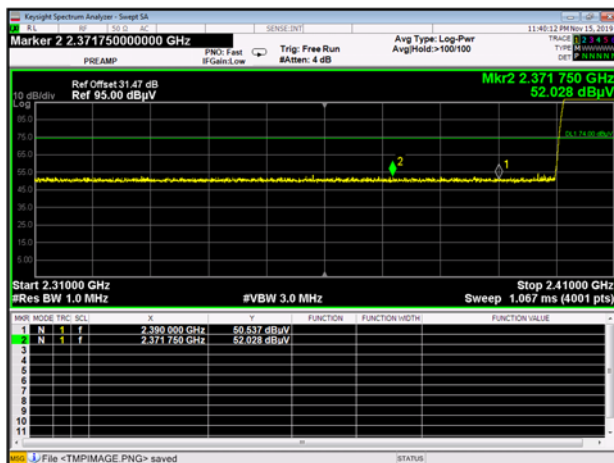 Keysight Spectrum Analyzer - Swept SA
RL RF 50 Ω AC SENSE:INT 11:40:12 PM Nov 15, 2019
Marker 2 2.371750000000 GHz
Avg Type: Log-Pwr
TRACE 1 2 3 4 5
PNO: Fast Trig: Free Run Avg|Hold:>100/100
TYPE M
PREAMP IFGain:Low #Atten: 4 dB
DET P N N N N N
Mkr2 2.371 750 GHz
Ref Offset 31.47 dB
10 dB/div Ref 95.00 dBµV 52.028 dBµV
Log
85.0
75.0
DL1 74.00 dBµV
65.0
2
1
55.0
45.0
35.0
25.0
15.0
5.00
Start 2.31000 GHz Stop 2.41000 GHz
#Res BW 1.0 MHz #VBW 3.0 MHz Sweep 1.067 ms (4001 pts)
MKR MODE TRC SCL X Y FUNCTION FUNCTION WIDTH FUNCTION VALUE
1 N 1 f 2.390 000 GHz 50.537 dBµV
2 N 1 f 2.371 750 GHz 52.028 dBµV
3
4
5
6
7
8
9
10
11
MSG File <TMPIMAGE.PNG> saved STATUS